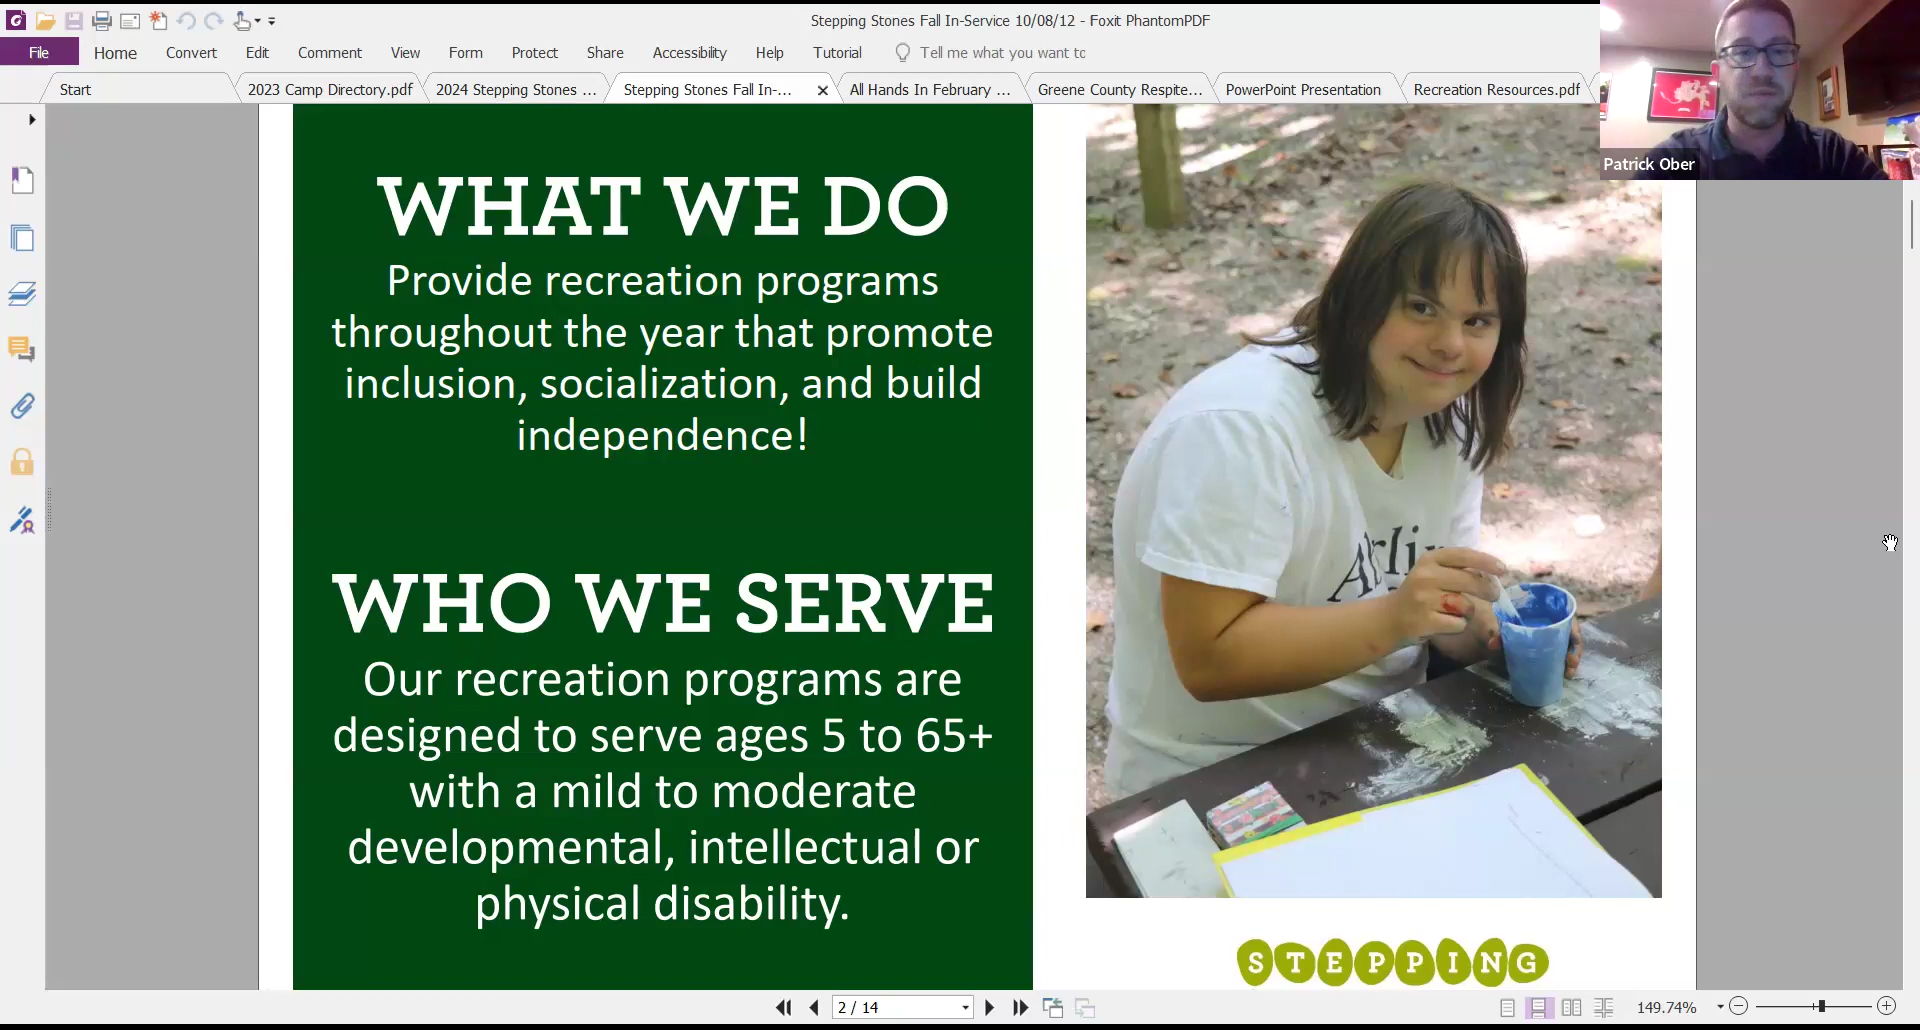 Stepping Stones Fall In-Service 10/08/12 - Foxit PhantomPDF
File Home Convert Edit Comment View Form Protect Share Accessibility Help Tutorial Tell me what you want to
Start 2023 Camp Directory.pdf 2024 Stepping Stones ... Stepping Stones Fall In-... All Hands In February ... Greene County Respite... PowerPoint Presentation Recreation Resources.pdf
Patrick Ober
WHAT WE DO
Provide recreation programs
throughout the year that promote
inclusion, socialization, and build
independence!
WHO WE SERVE
Our recreation programs are
designed to serve ages 5 to 65+
with a mild to moderate
developmental, intellectual or
physical disability.
STEPPING
2 / 14
149.74%